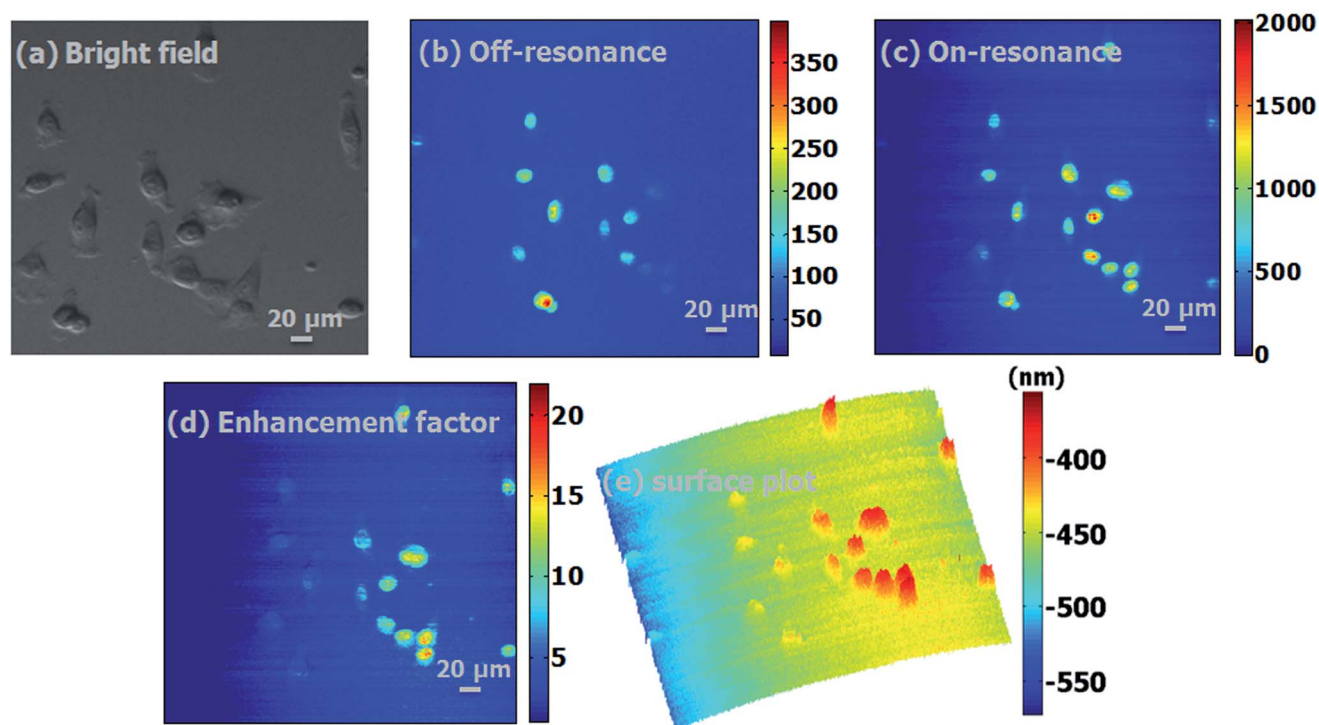 (a) Bright field
20 μm
(b) Off-resonance
20 μm
350
300
250
200
150
100
50
(c) On-resonance
20 μm
2000
1500
1000
500
0
(d) Enhancement factor
20 μm
20
15
10
5
(e) surface plot
(nm)
-400
-450
-500
-550